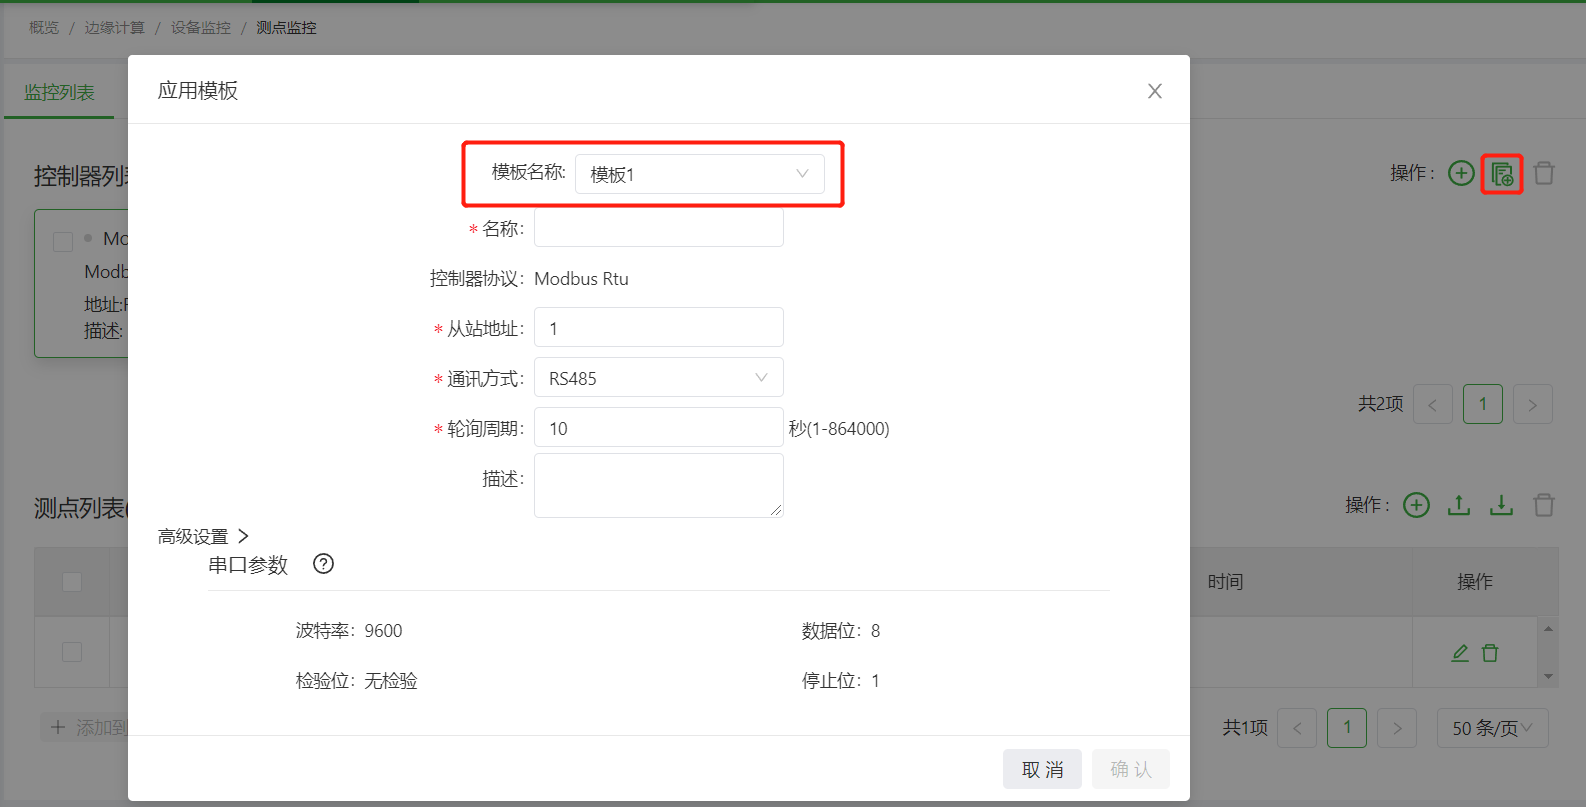 概览 / 边缘计算 / 设备监控 / 测点监控
监控列表
应用模板
控制器列
操作 :
模板名称: 模板1
* 名称:
Mo
Modb
地址:
描述:
控制器协议: Modbus Rtu
* 从站地址: 1
* 通讯方式: RS485
* 轮询周期: 10 秒(1-864000)
描述:
共2项 < 1 >
测点列表(
操作 :
高级设置 >
串口参数 ?
时间 操作
波特率: 9600 数据位: 8
检验位: 无检验 停止位: 1
+ 添加到
共1项 < 1 > 50 条/页
取 消 确 认